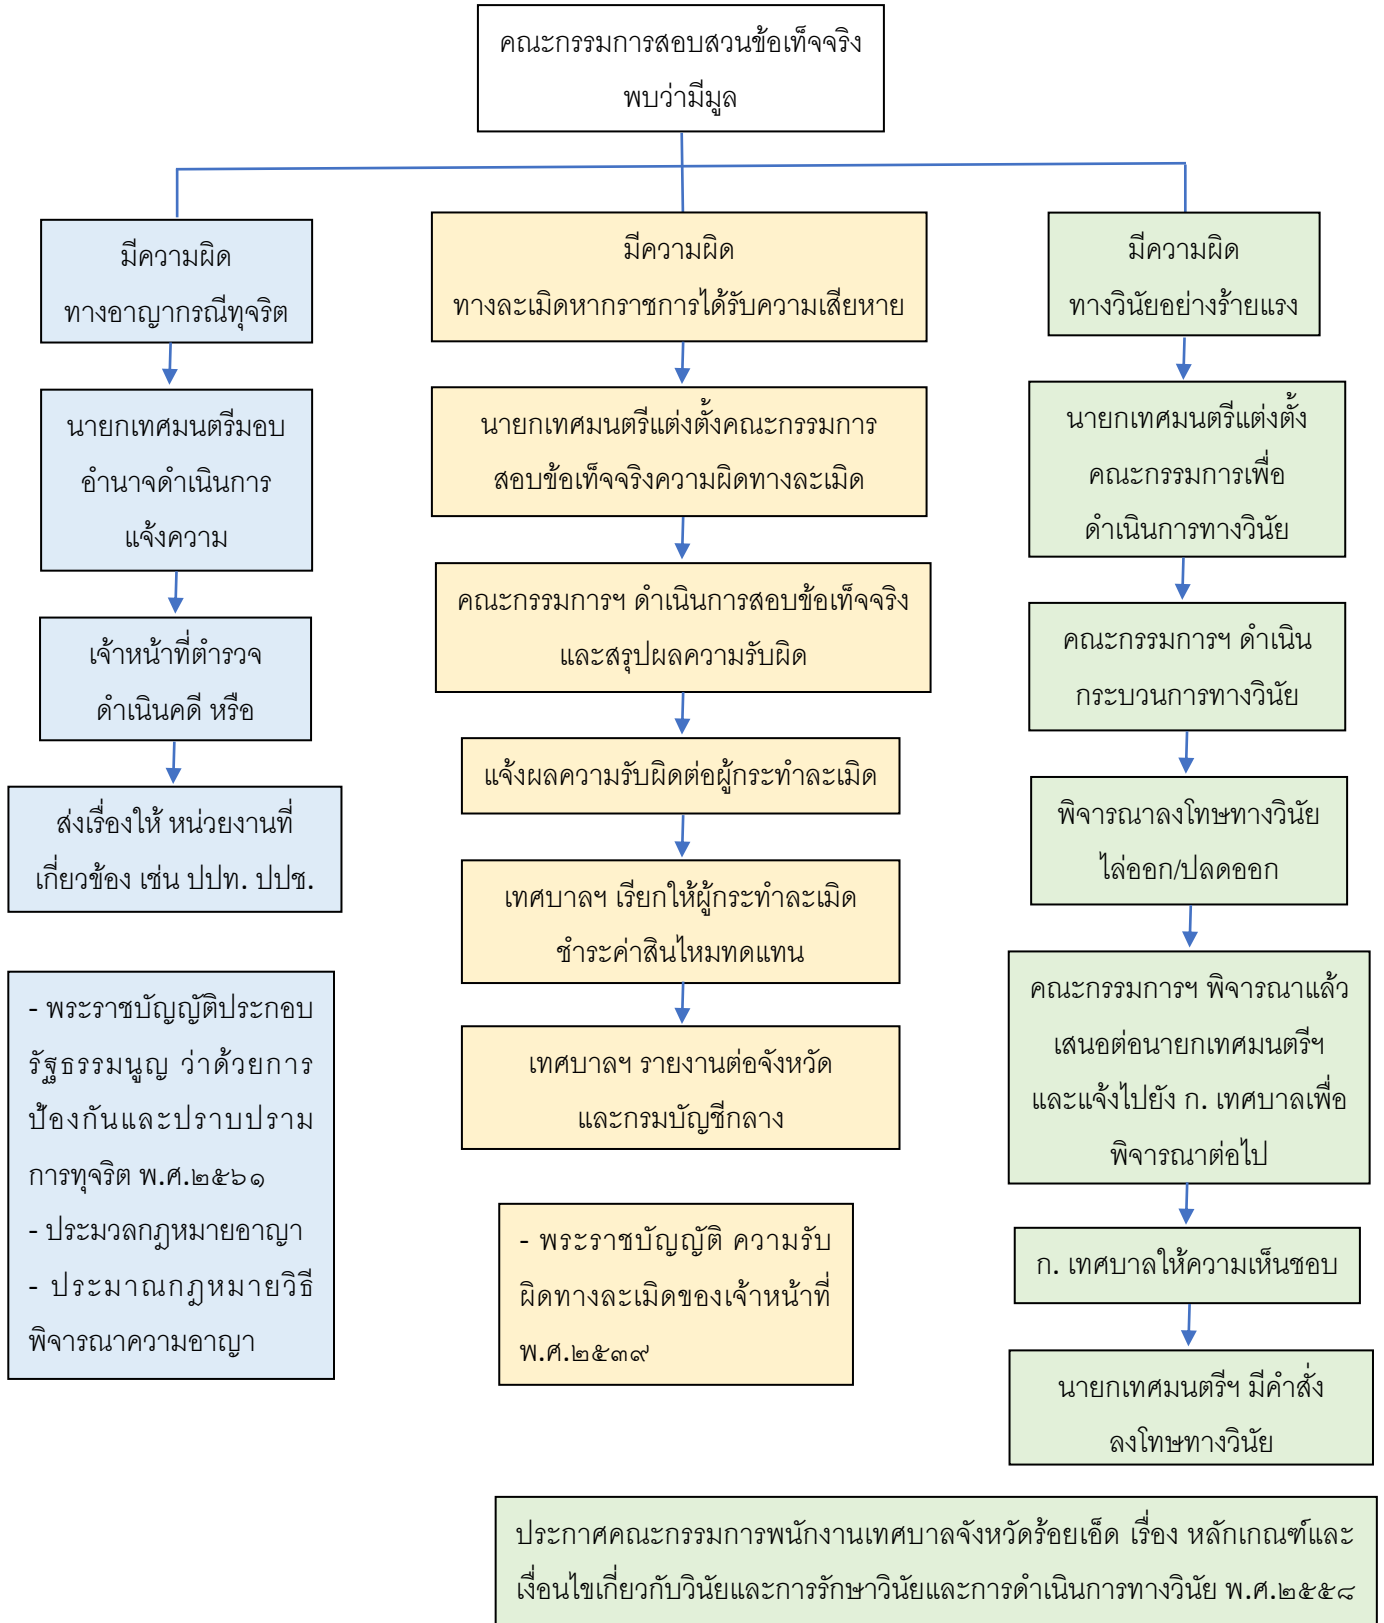 คณะกรรมการสอบสวนข้อเท็จจริง
พบว่ามีมูล
มีความผิด
ทางอาญากรณีทุจริต
นายกเทศมนตรีมอบ
อำนาจดำเนินการ
แจ้งความ
เจ้าหน้าที่ตำรวจ
ดำเนินคดี หรือ
ส่งเรื่องให้ หน่วยงานที่
เกี่ยวข้อง เช่น ปปท. ปปช.
- พระราชบัญญัติประกอบ
รัฐธรรมนูญ ว่าด้วยการ
ป้องกันและปราบปราม
การทุจริต พ.ศ.๒๕๖๑
- ประมวลกฎหมายอาญา
- ประมาณกฎหมายวิธี
พิจารณาความอาญา
มีความผิด
ทางละเมิดหากราชการได้รับความเสียหาย
นายกเทศมนตรีแต่งตั้งคณะกรรมการ
สอบข้อเท็จจริงความผิดทางละเมิด
คณะกรรมการฯ ดำเนินการสอบข้อเท็จจริง
และสรุปผลความรับผิด
แจ้งผลความรับผิดต่อผู้กระทำละเมิด
เทศบาลฯ เรียกให้ผู้กระทำละเมิด
ชำระค่าสินไหมทดแทน
เทศบาลฯ รายงานต่อจังหวัด
และกรมบัญชีกลาง
- พระราชบัญญัติ ความรับ
ผิดทางละเมิดของเจ้าหน้าที่
พ.ศ.๒๕๓๙
มีความผิด
ทางวินัยอย่างร้ายแรง
นายกเทศมนตรีแต่งตั้ง
คณะกรรมการเพื่อ
ดำเนินการทางวินัย
คณะกรรมการฯ ดำเนิน
กระบวนการทางวินัย
พิจารณาลงโทษทางวินัย
ไล่ออก/ปลดออก
คณะกรรมการฯ พิจารณาแล้ว
เสนอต่อนายกเทศมนตรีฯ
และแจ้งไปยัง ก. เทศบาลเพื่อ
พิจารณาต่อไป
ก. เทศบาลให้ความเห็นชอบ
นายกเทศมนตรีฯ มีคำสั่ง
ลงโทษทางวินัย
ประกาศคณะกรรมการพนักงานเทศบาลจังหวัดร้อยเอ็ด เรื่อง หลักเกณฑ์และ
เงื่อนไขเกี่ยวกับวินัยและการรักษาวินัยและการดำเนินการทางวินัย พ.ศ.๒๕๕๘